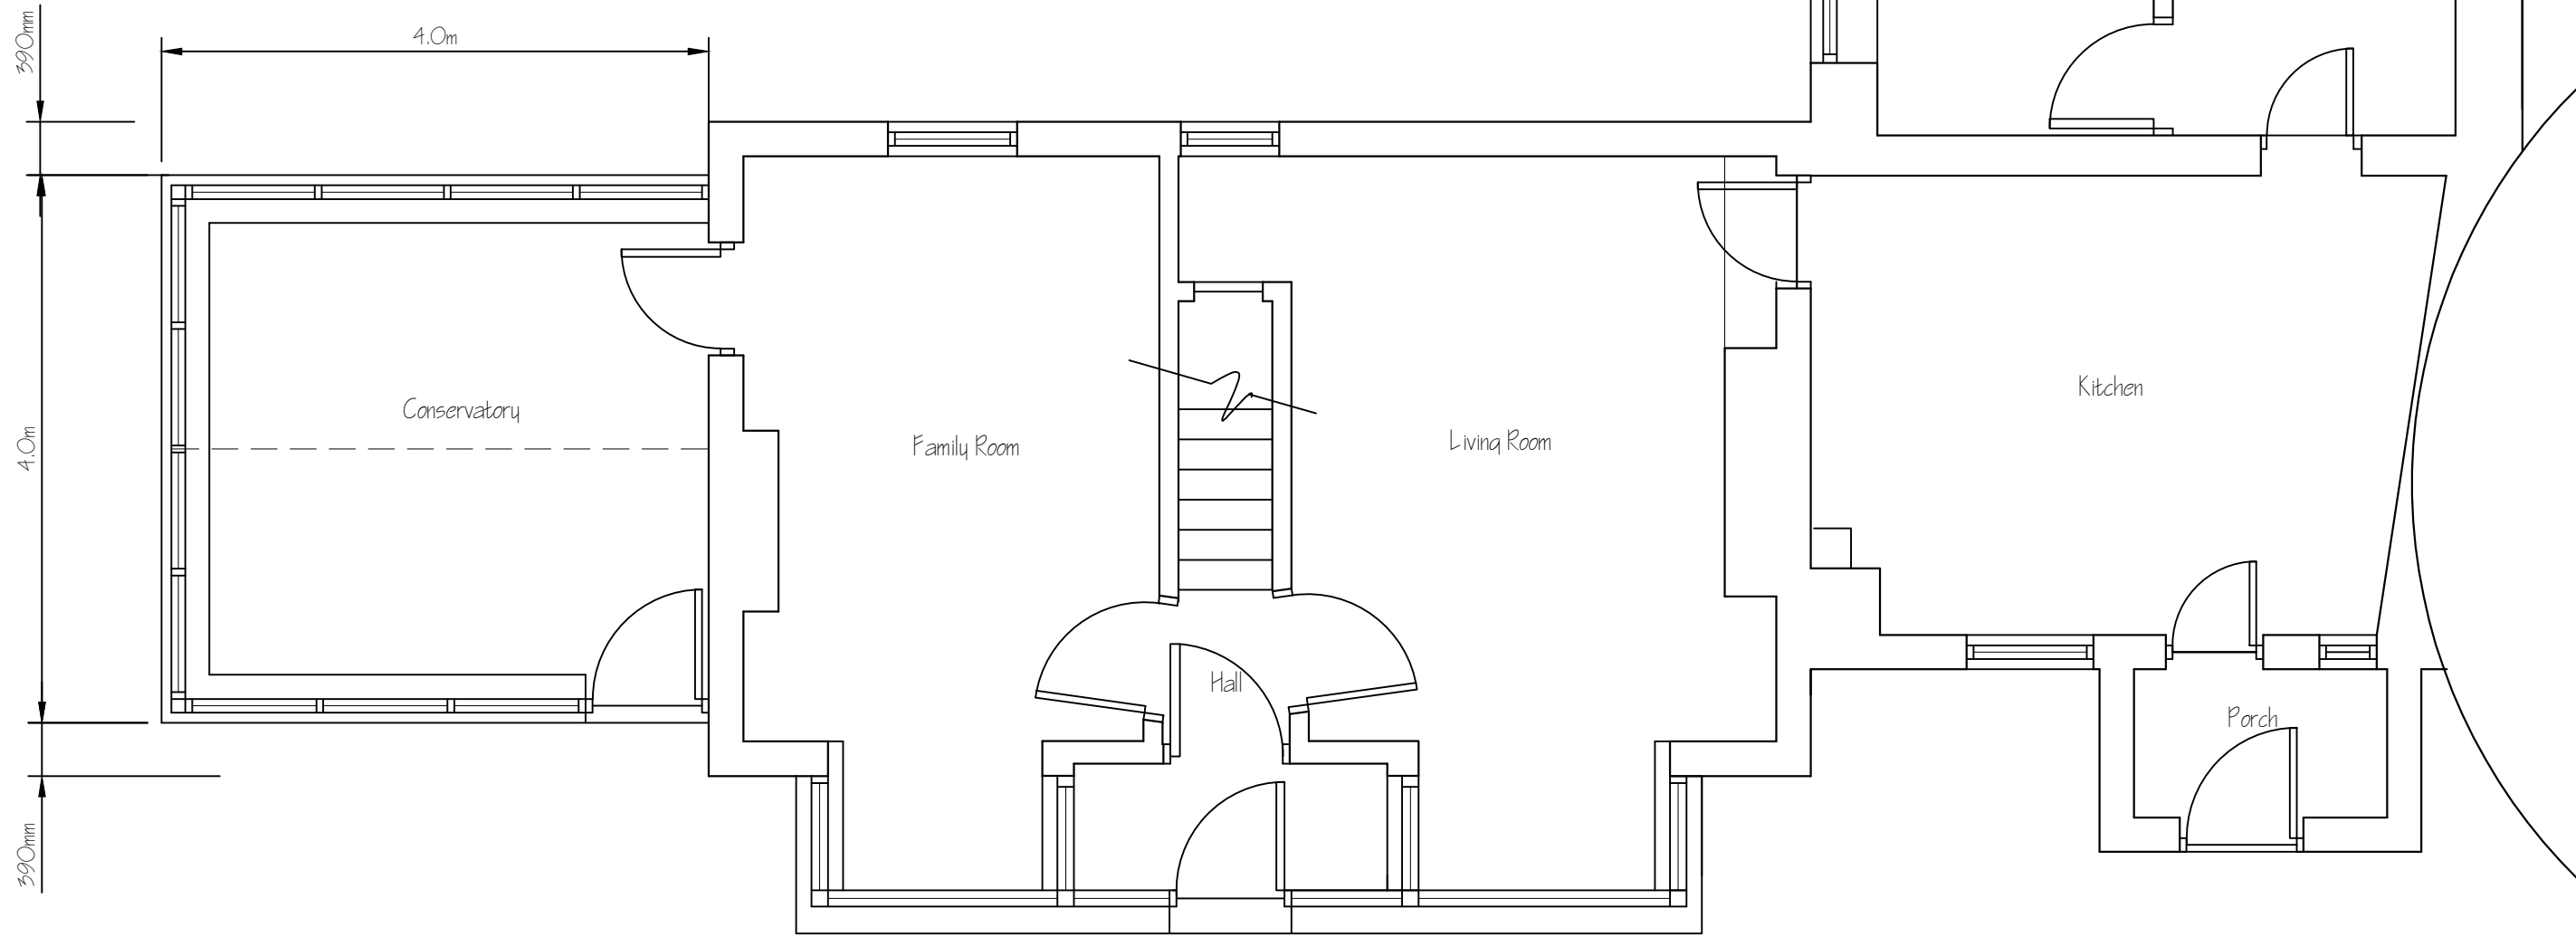 390mm
4.0m
Kitchen
Conservatory
4.0m
Family Room
Living Room
Hall
Porch
390mm